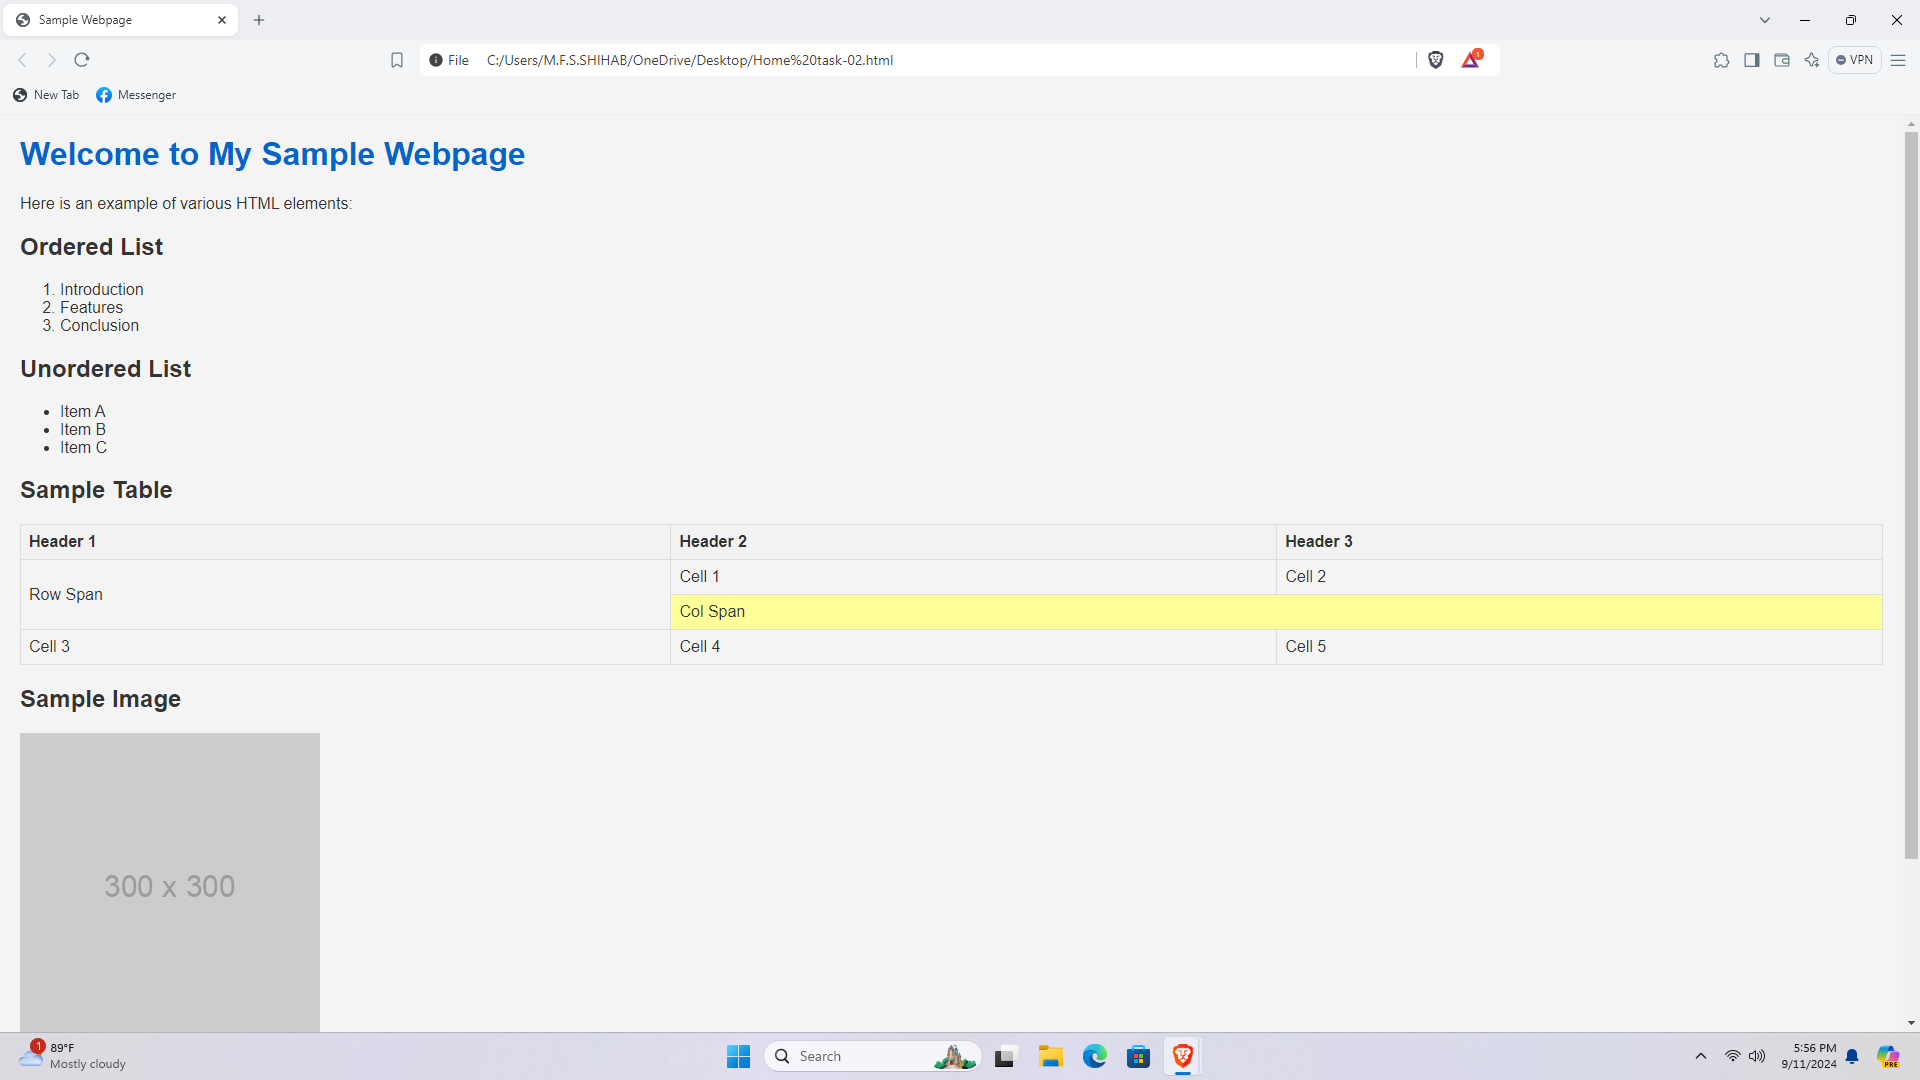 Sample Webpage
File C:/Users/M.F.S.SHIHAB/OneDrive/Desktop/Home%20task-02.html
1
VPN
New Tab Messenger
Welcome to My Sample Webpage
Here is an example of various HTML elements:
Ordered List
1. Introduction
2. Features
3. Conclusion
Unordered List
• Item A
• Item B
• Item C
Sample Table
Header 1 Header 2 Header 3
Row Span Cell 1 Cell 2
Col Span
Cell 3 Cell 4 Cell 5
Sample Image
300 x 300
1
89°F
Mostly cloudy
Search
5:56 PM
9/11/2024
PRE